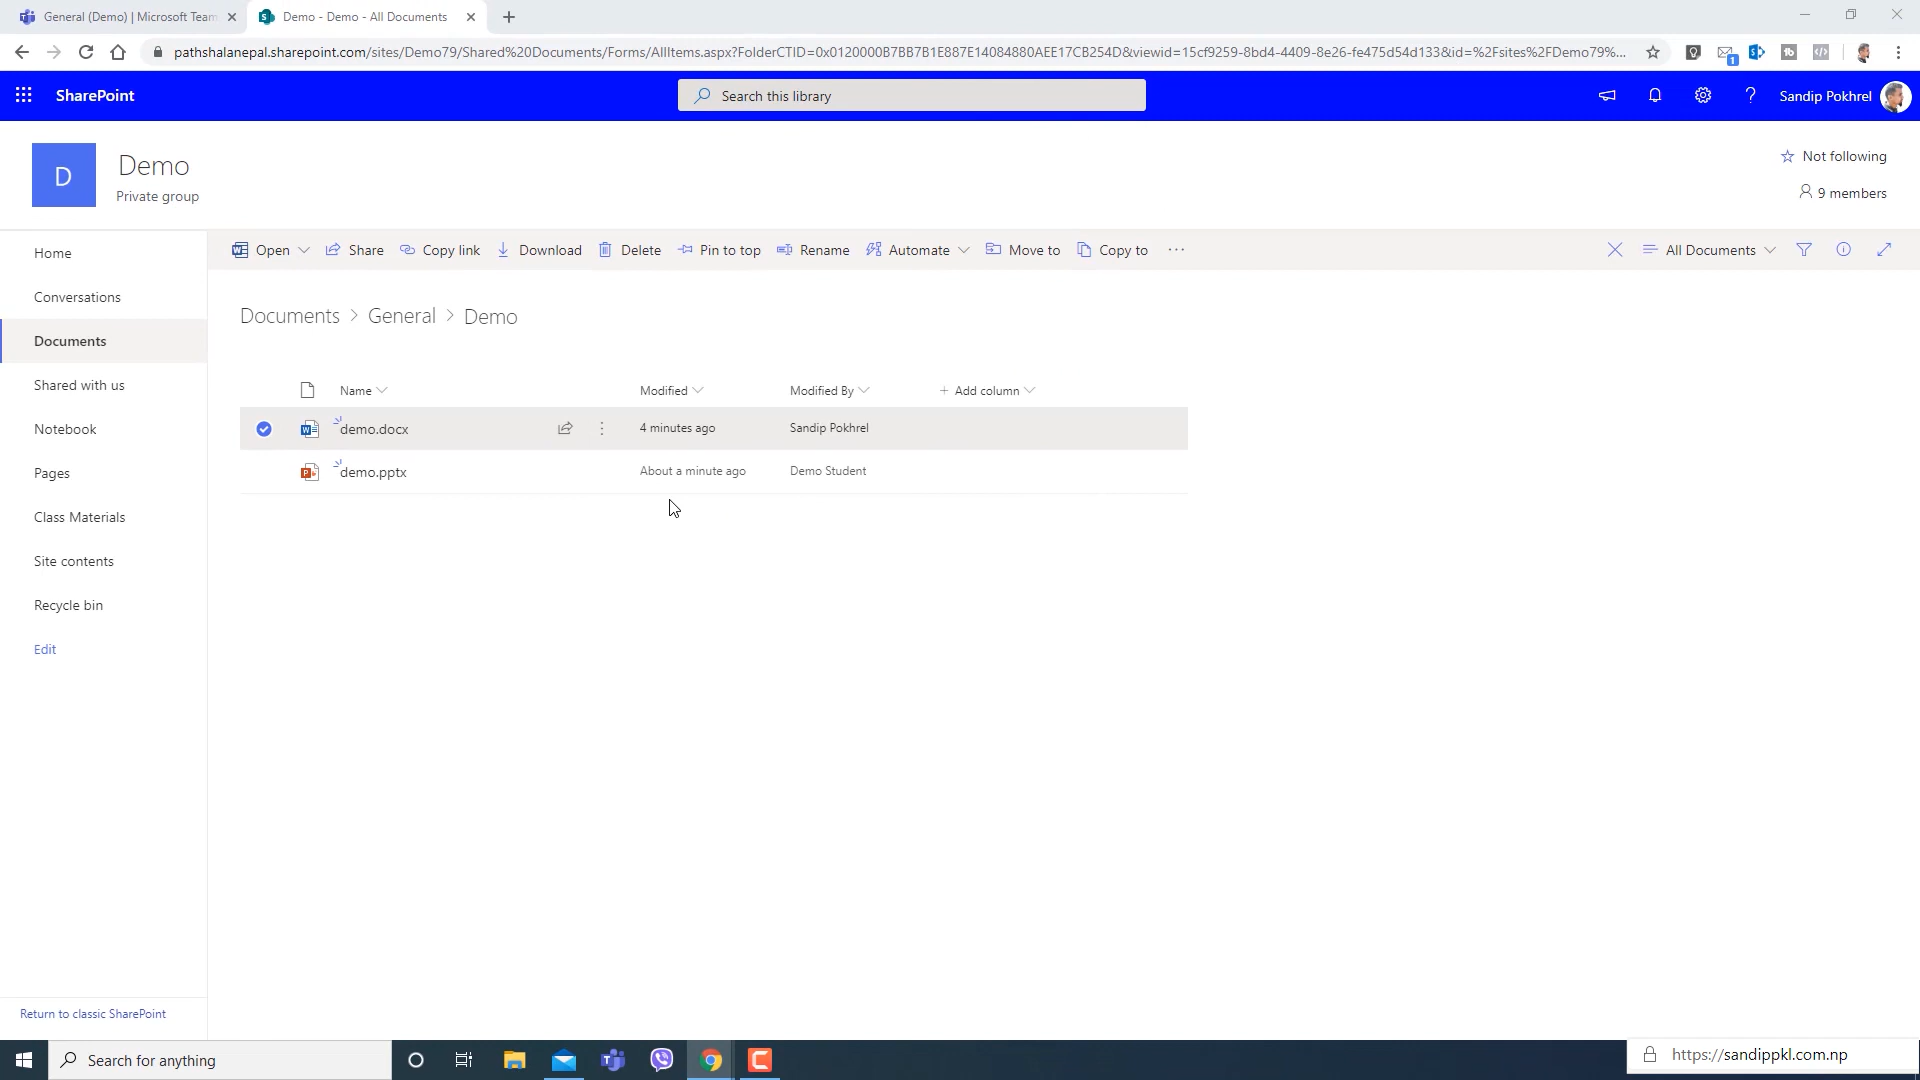 General (Demo) | Microsoft Team
Demo - Demo - All Documents
pathshalanepal.sharepoint.com/sites/Demo79/Shared%20Documents/Forms/AllItems.aspx?FolderCTID=0x0120000B7BB7B1E887E14084880AEE17CB254D&viewid=15cf9259-8bd4-4409-8e26-fe475d54d133&id=%2Fsites%2FDemo79%...
1
SharePoint
Search this library
Sandip Pokhrel
D
Demo
Private group
Not following
9 members
Home
Conversations
Documents
Shared with us
Notebook
Pages
Class Materials
Site contents
Recycle bin
Edit
Return to classic SharePoint
Open Share Copy link Download Delete Pin to top Rename Automate Move to Copy to ... All Documents
Documents > General > Demo
Name Modified Modified By + Add column
demo.docx 4 minutes ago Sandip Pokhrel
demo.pptx About a minute ago Demo Student
Search for anything
https://sandippkl.com.np